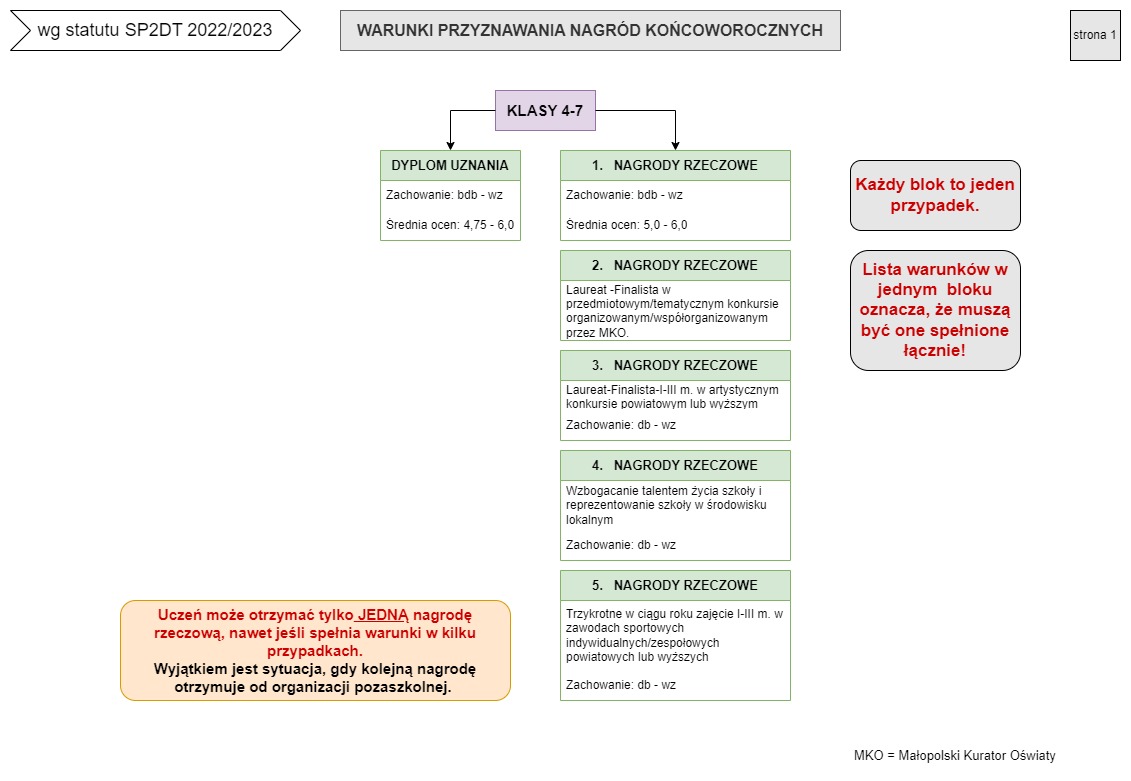 wg statutu SP2DT 2022/2023
WARUNKI PRZYZNAWANIA NAGRÓD KOŃCOWOROCZNYCH
strona 1
KLASY 4-7
DYPLOM UZNANIA
Zachowanie: bdb - wz
Średnia ocen: 4,75 - 6,0
1. NAGRODY RZECZOWE
Zachowanie: bdb - wz
Średnia ocen: 5,0 - 6,0
2. NAGRODY RZECZOWE
Laureat -Finalista w
przedmiotowym/tematycznym konkursie
organizowanym/współorganizowanym
przez MKO.
3. NAGRODY RZECZOWE
Laureat-Finalista-I-III m. w artystycznym
konkursie powiatowym lub wyższym
Zachowanie: db - wz
4. NAGRODY RZECZOWE
Wzbogacanie talentem życia szkoły i
reprezentowanie szkoły w środowisku
lokalnym
Zachowanie: db - wz
5. NAGRODY RZECZOWE
Trzykrotne w ciągu roku zajęcie I-III m. w
zawodach sportowych
indywidualnych/zespołowych
powiatowych lub wyższych
Zachowanie: db - wz
Każdy blok to jeden
przypadek.
Lista warunków w
jednym bloku
oznacza, że muszą
być one spełnione
łącznie!
Uczeń może otrzymać tylko JEDNĄ nagrodę
rzeczową, nawet jeśli spełnia warunki w kilku
przypadkach.
Wyjątkiem jest sytuacja, gdy kolejną nagrodę
otrzymuje od organizacji pozaszkolnej.
MKO = Małopolski Kurator Oświaty